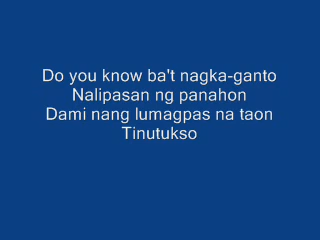 Do you know ba't nagka-ganto
Nalipasan ng panahon
Dami nang lumagpas na taon
Tinutukso